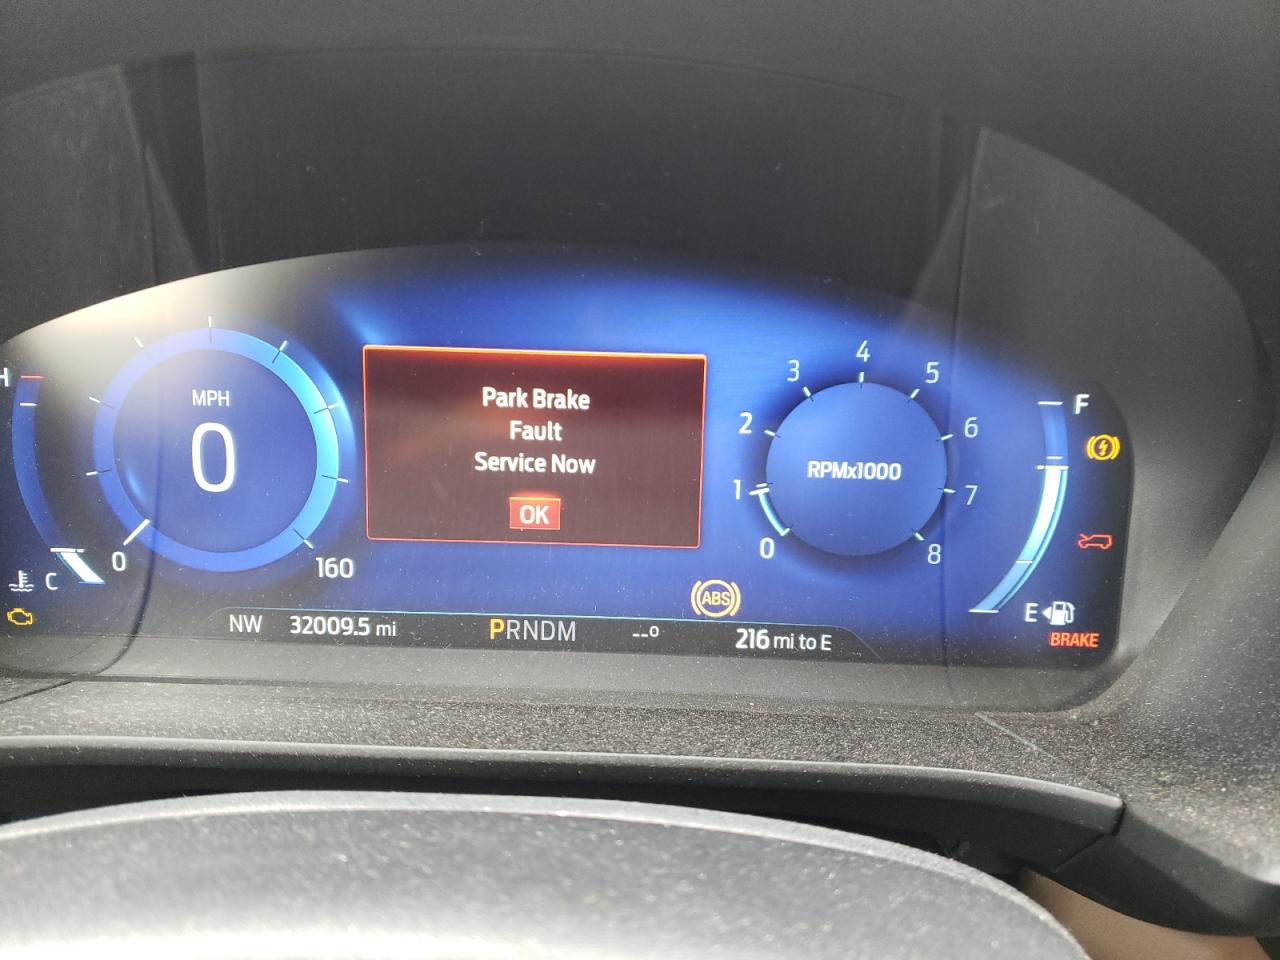 H
MPH
0
0
160
C
Park Brake
Fault
Service Now
OK
0
1
2
3
4
5
6
7
8
RPMx1000
ABS
F
E
BRAKE
NW 32009.5 mi PRNDM --° 216 mi to E